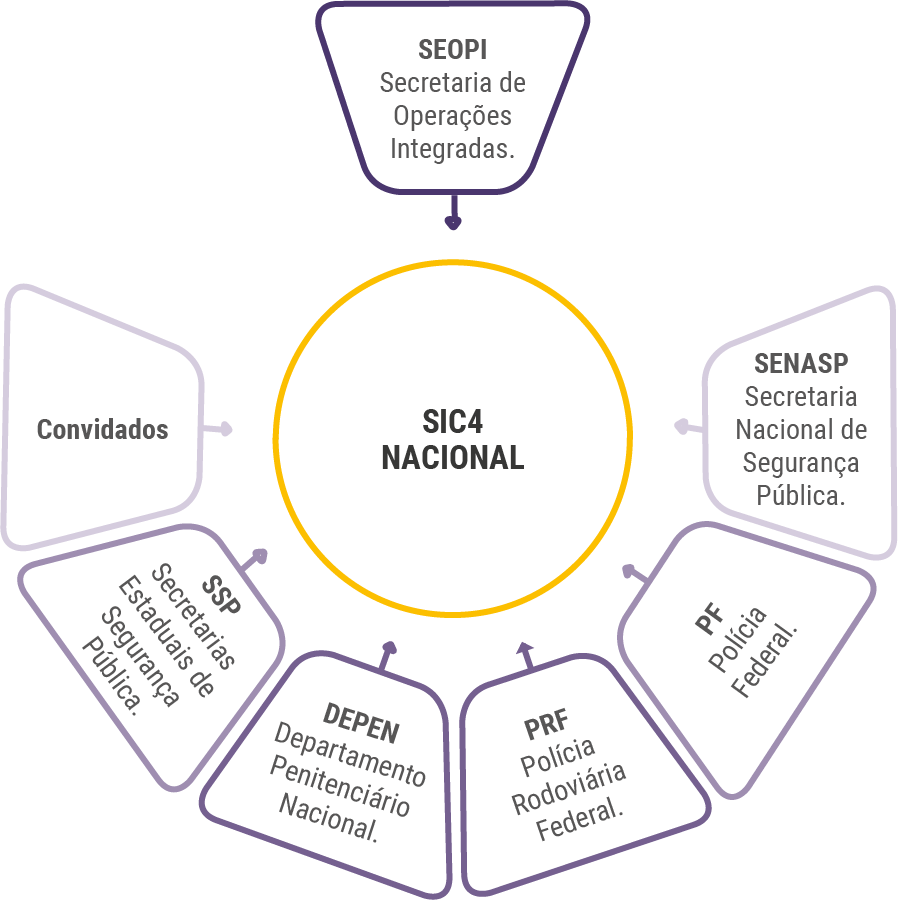 SEOPI
Secretaria de
Operações
Integradas.
SIC4
NACIONAL
SENASP
Secretaria
Nacional de
Segurança
Pública.
PF
Polícia
Federal.
PRF
Polícia
Rodoviária
Federal.
DEPEN
Departamento
Penitenciário
Nacional.
SSP
Secretarias
Estaduais de
Segurança
Pública.
Convidados